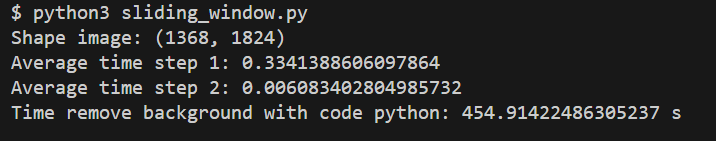 $ python3 sliding_window.py
Shape image: (1368, 1824)
Average time step 1: 0.3341388606097864
Average time step 2: 0.006083402804985732
Time remove background with code python: 454.91422486305237 s